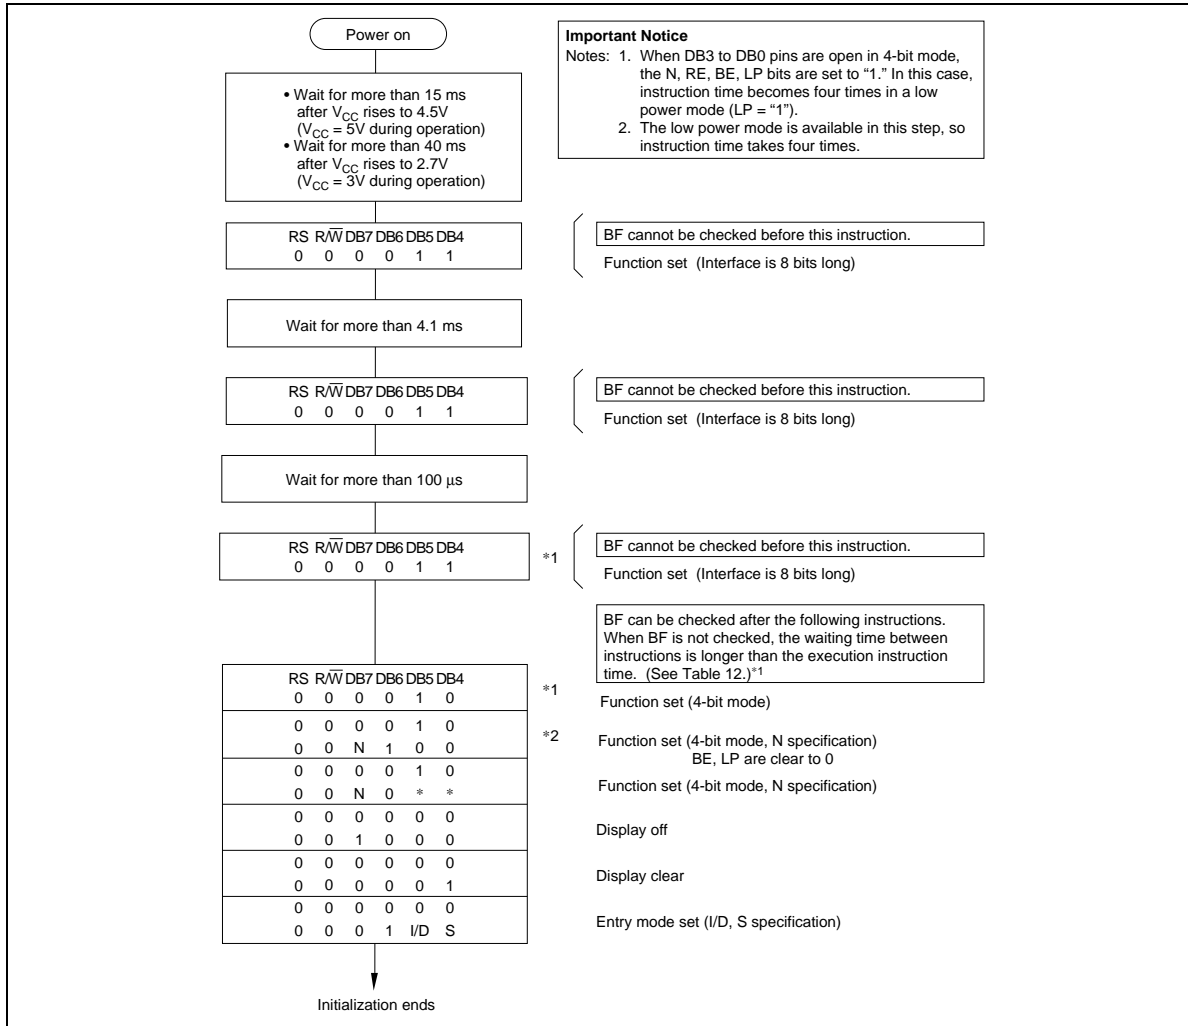 Power on
Important Notice
Notes: 1. When DB3 to DB0 pins are open in 4-bit mode,
the N, RE, BE, LP bits are set to “1.” In this case,
instruction time becomes four times in a low
power mode (LP = “1”).
2. The low power mode is available in this step, so
instruction time takes four times.
• Wait for more than 15 ms
after VCC rises to 4.5V
(VCC = 5V during operation)
• Wait for more than 40 ms
after VCC rises to 2.7V
(VCC = 3V during operation)
RS R/W̅ DB7 DB6 DB5 DB4
0 0 0 0 1 1
BF cannot be checked before this instruction.
Function set (Interface is 8 bits long)
Wait for more than 4.1 ms
RS R/W̅ DB7 DB6 DB5 DB4
0 0 0 0 1 1
BF cannot be checked before this instruction.
Function set (Interface is 8 bits long)
Wait for more than 100 µs
RS R/W̅ DB7 DB6 DB5 DB4
0 0 0 0 1 1
*1
BF cannot be checked before this instruction.
Function set (Interface is 8 bits long)
BF can be checked after the following instructions.
When BF is not checked, the waiting time between
instructions is longer than the execution instruction
time. (See Table 12.)*1
RS R/W̅ DB7 DB6 DB5 DB4
0 0 0 0 1 0
*1
Function set (4-bit mode)
0 0 0 0 1 0
0 0 N 1 0 0
*2
Function set (4-bit mode, N specification)
BE, LP are clear to 0
0 0 0 0 1 0
0 0 N 0 * *
Function set (4-bit mode, N specification)
0 0 0 0 0 0
0 0 1 0 0 0
Display off
0 0 0 0 0 0
0 0 0 0 0 1
Display clear
0 0 0 0 0 0
0 0 0 1 I/D S
Entry mode set (I/D, S specification)
Initialization ends